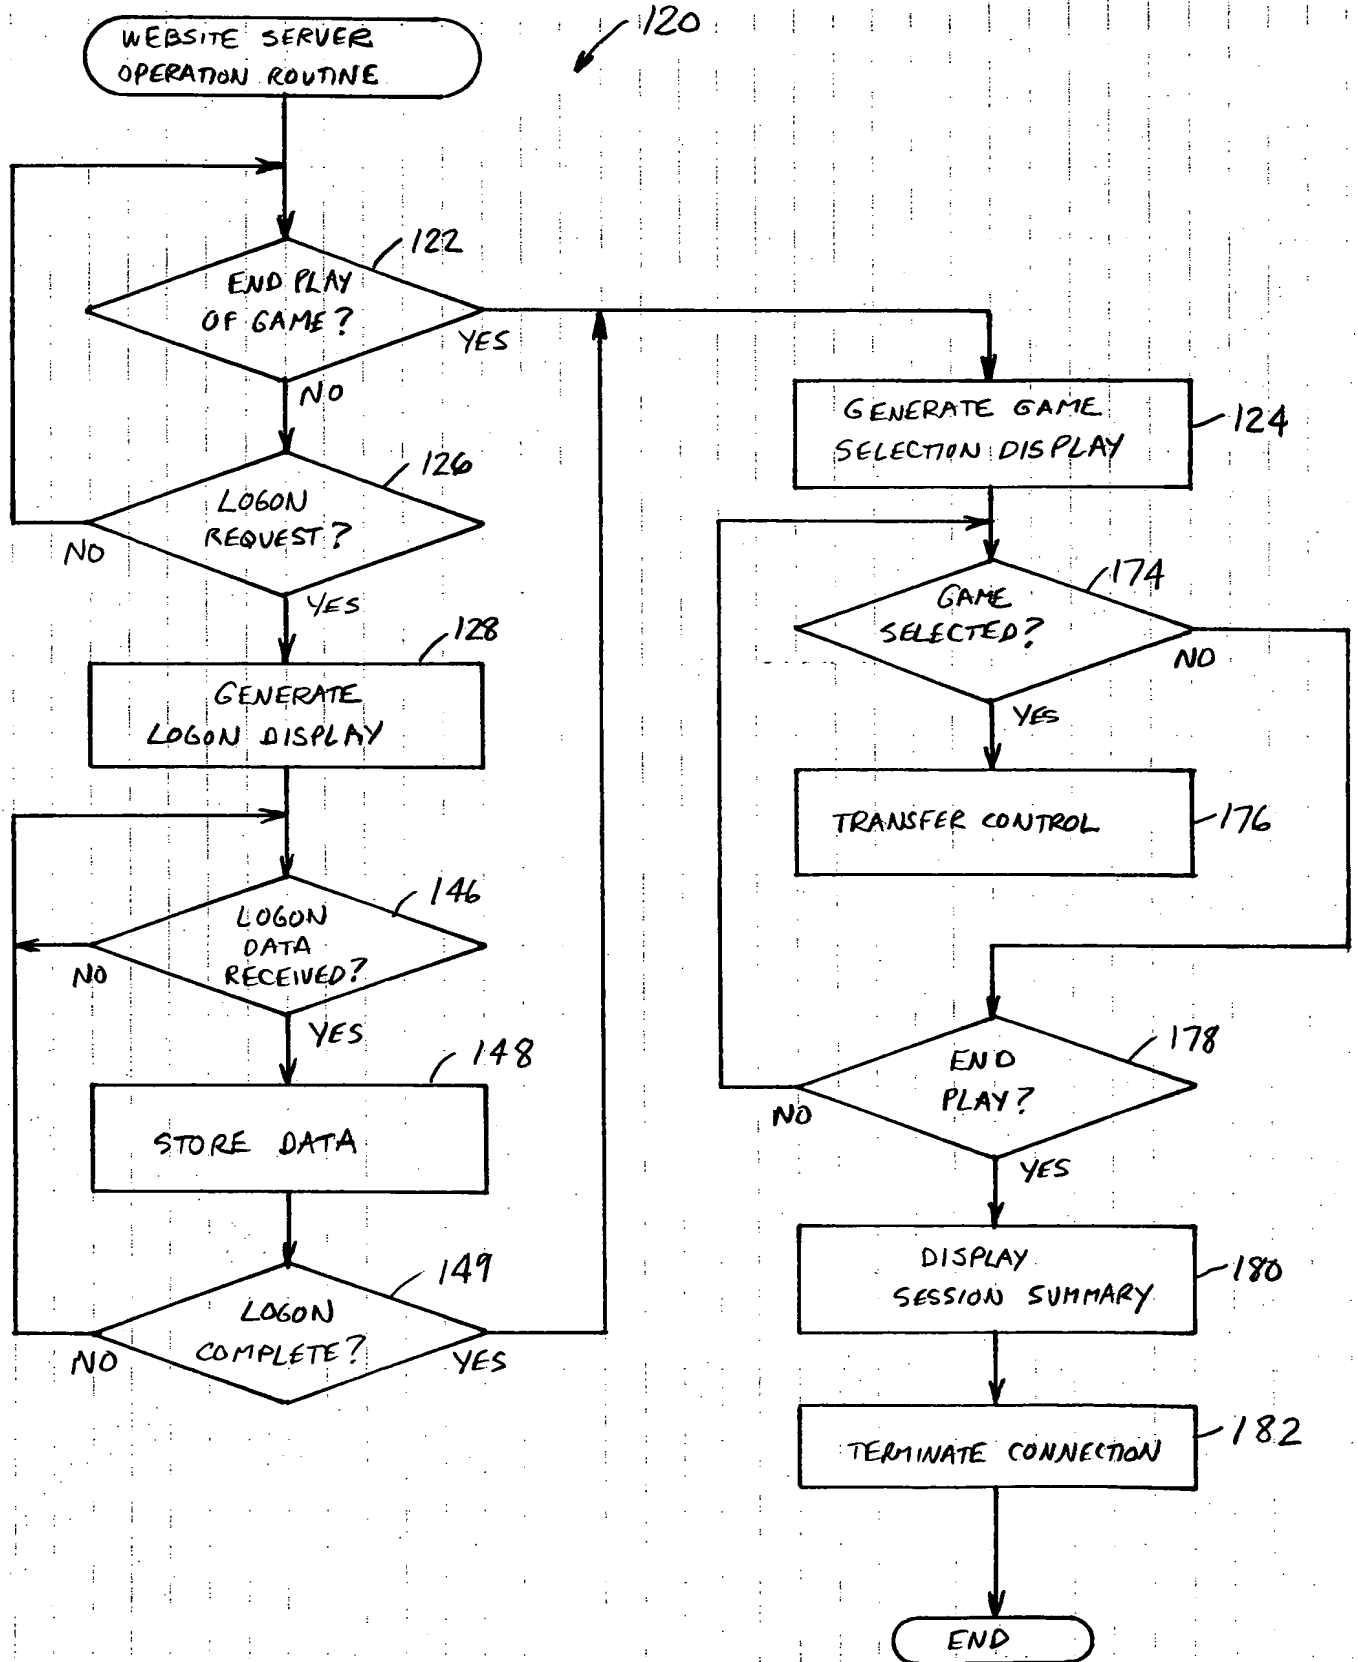 120
WEBSITE SERVER
OPERATION ROUTINE
122
END PLAY
OF GAME?
YES
NO
126
LOGON
REQUEST?
NO
YES
128
GENERATE
LOGON DISPLAY
146
LOGON
DATA
RECEIVED?
NO
YES
148
STORE DATA
149
LOGON
COMPLETE?
NO
YES
GENERATE GAME
SELECTION DISPLAY
124
174
GAME
SELECTED?
NO
YES
TRANSFER CONTROL
176
178
END
PLAY?
NO
YES
DISPLAY
SESSION SUMMARY
180
TERMINATE CONNECTION
182
END